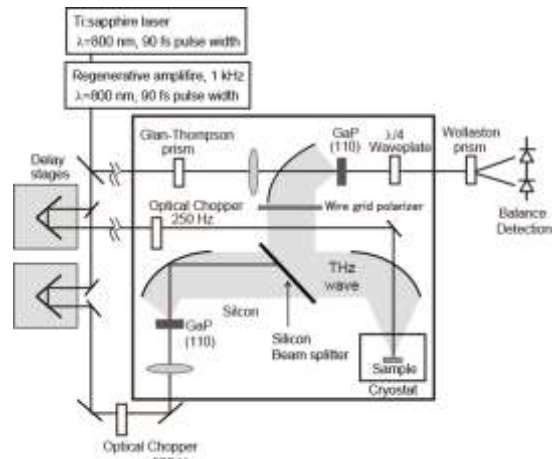 Ti:sapphire laser
λ=800 nm, 90 fs pulse width
Regenerative amplifire, 1 kHz
λ=800 nm, 90 fs pulse width
Glan-Thompson
prism
GaP
(110)
λ/4
Waveplate
Wollaston
prism
Delay
stages
Optical Chopper
250 Hz
Wire grid polarizer
Balance
Detection
THz
wave
Silcon
GaP
(110)
Silicon
Beam splitter
Sample
Cryostat
Optical Chopper